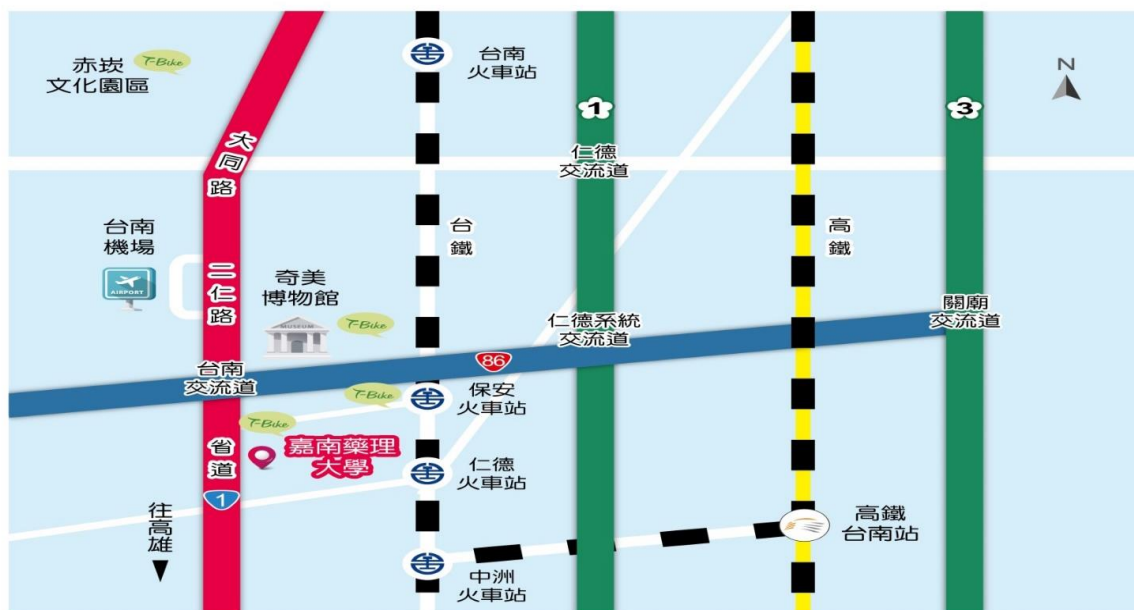 赤崁
文化園區
T-Bike
台南
火車站
N
1
3
大同路
仁德
交流道
台南
機場
AIRPORT
二仁路
奇美
博物館
MUSEUM
T-Bike
台鐵
高鐵
關廟
交流道
仁德系統
交流道
86
台南
交流道
T-Bike
保安
火車站
T-Bike
省道
1
嘉南藥理
大學
仁德
火車站
往高雄
高鐵
台南站
中洲
火車站